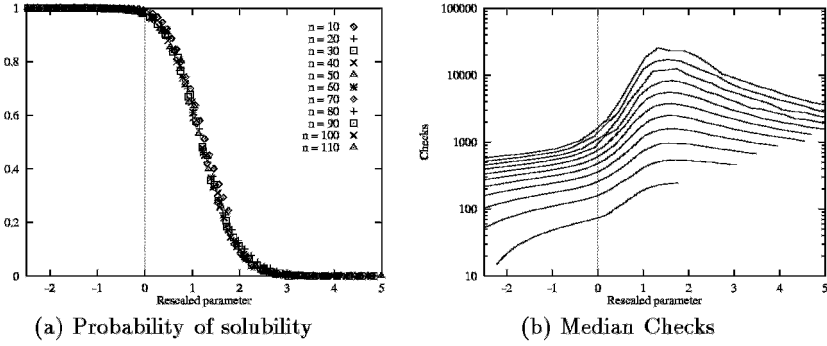 1
0.8
0.6
0.4
0.2
0
n = 10
n = 20
n = 30
n = 40
n = 50
n = 60
n = 70
n = 80
n = 90
n = 100
n = 110
-2 -1 0 1 2 3 4 5
Rescaled parameter
(a) Probability of solubility
100000
10000
1000
100
10
Checks
-2 -1 0 1 2 3 4 5
Rescaled parameter
(b) Median Checks